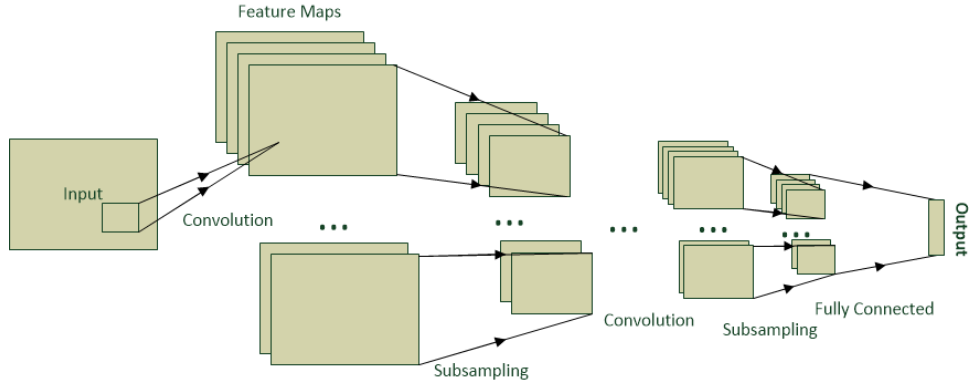 Feature Maps
Input
Convolution
...
...
...
...
...
Output
Convolution
Subsampling
Fully Connected
Subsampling